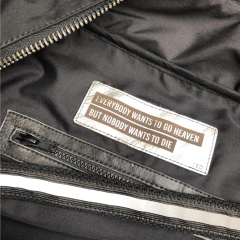 EVERYBODY WANTS TO GO HEAVEN
BUT NOBODY WANTS TO DIE